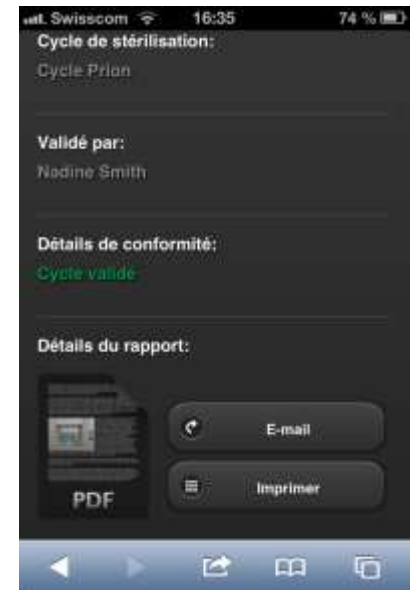 Swisscom 16:35 74 %
Cycle de stérilisation:
Cycle Prion
Validé par:
Nadine Smith
Détails de conformité:
Cycle validé
Détails du rapport:
E-mail
Imprimer
PDF